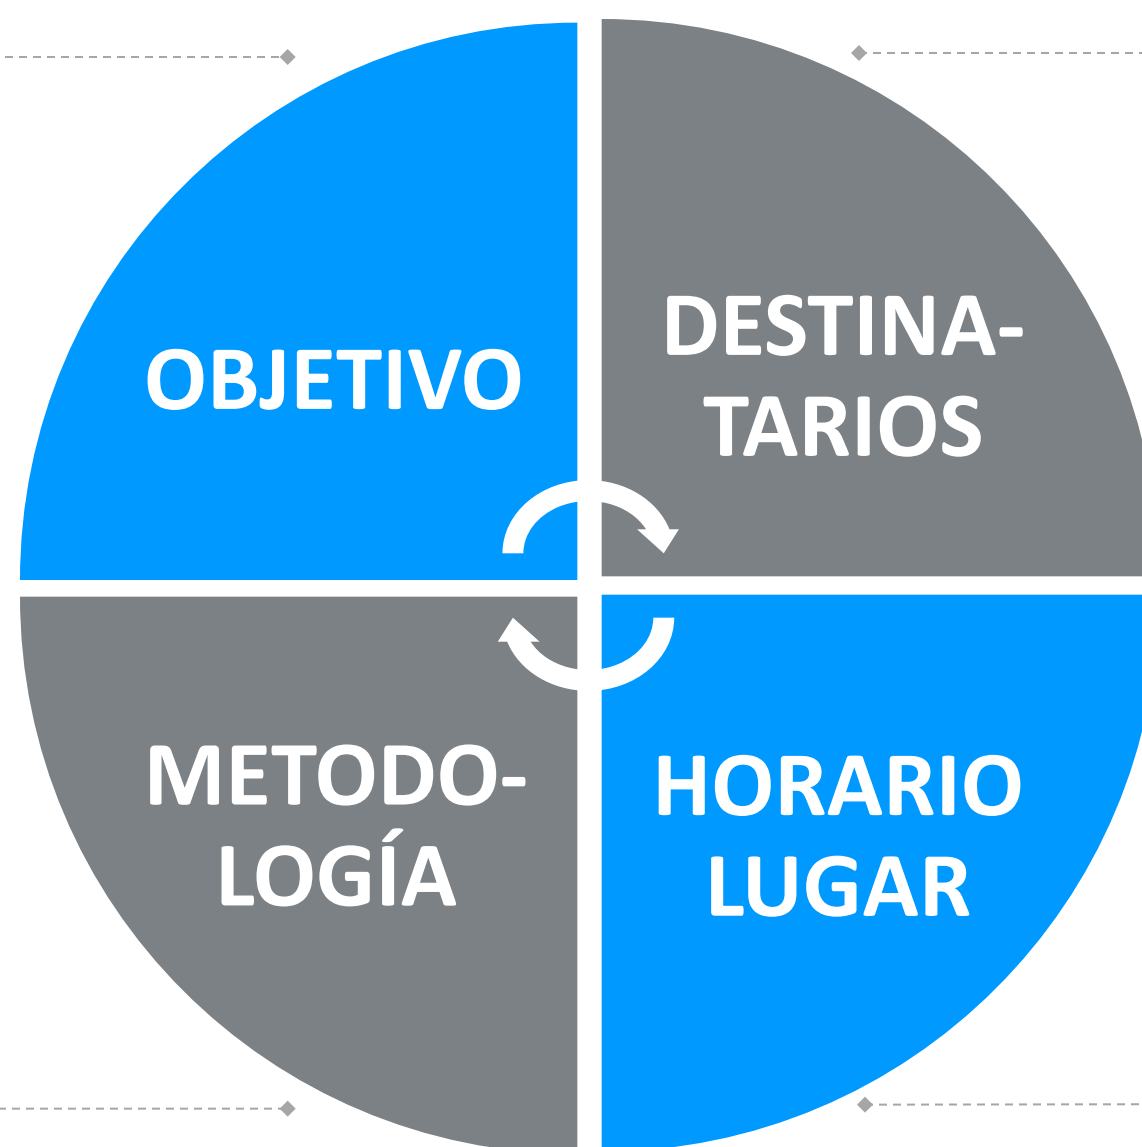 OBJETIVO
DESTINA-
TARIOS
METODO-
LOGÍA
HORARIO
LUGAR